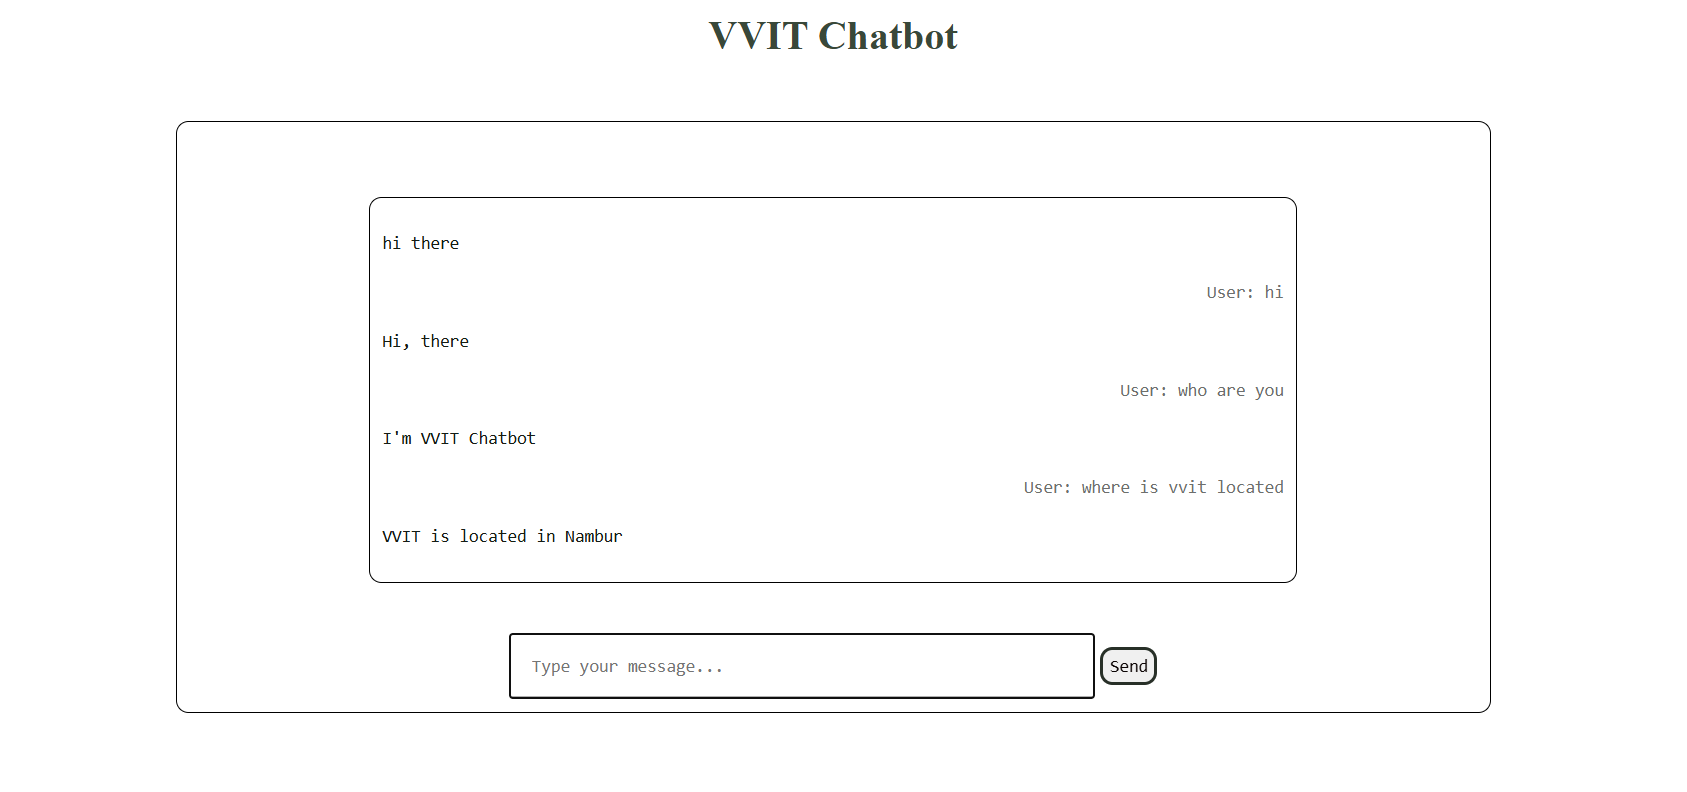 VVIT Chatbot
hi there
User: hi
Hi, there
User: who are you
I'm VVIT Chatbot
User: where is vvit located
VVIT is located in Nambur
Type your message...
Send